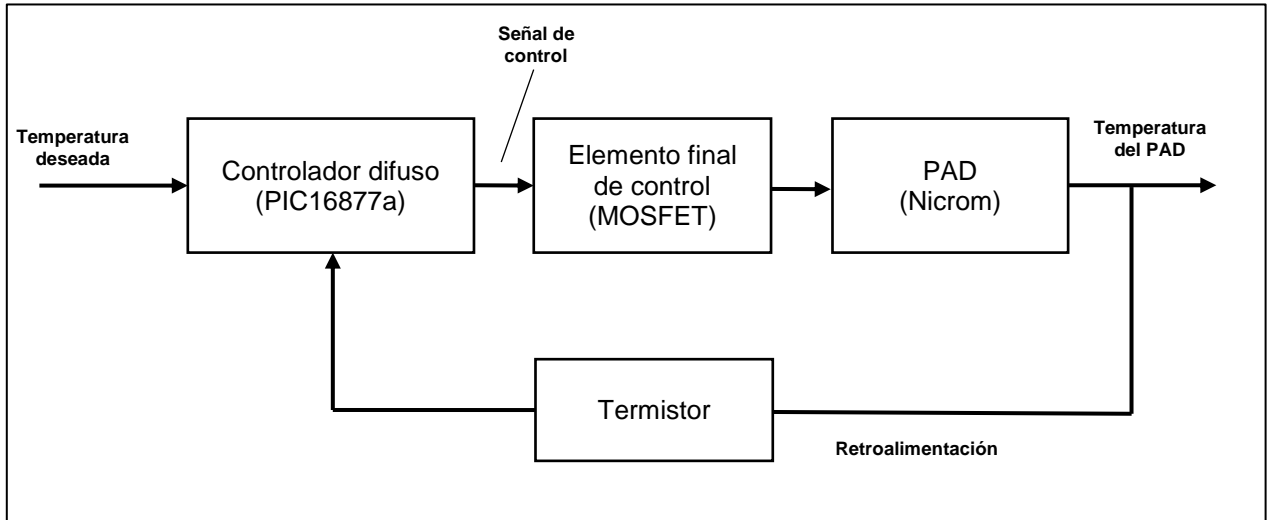 Señal de
control
Temperatura
deseada
Controlador difuso
(PIC16877a)
Elemento final
de control
(MOSFET)
PAD
(Nicrom)
Temperatura
del PAD
Termistor
Retroalimentación